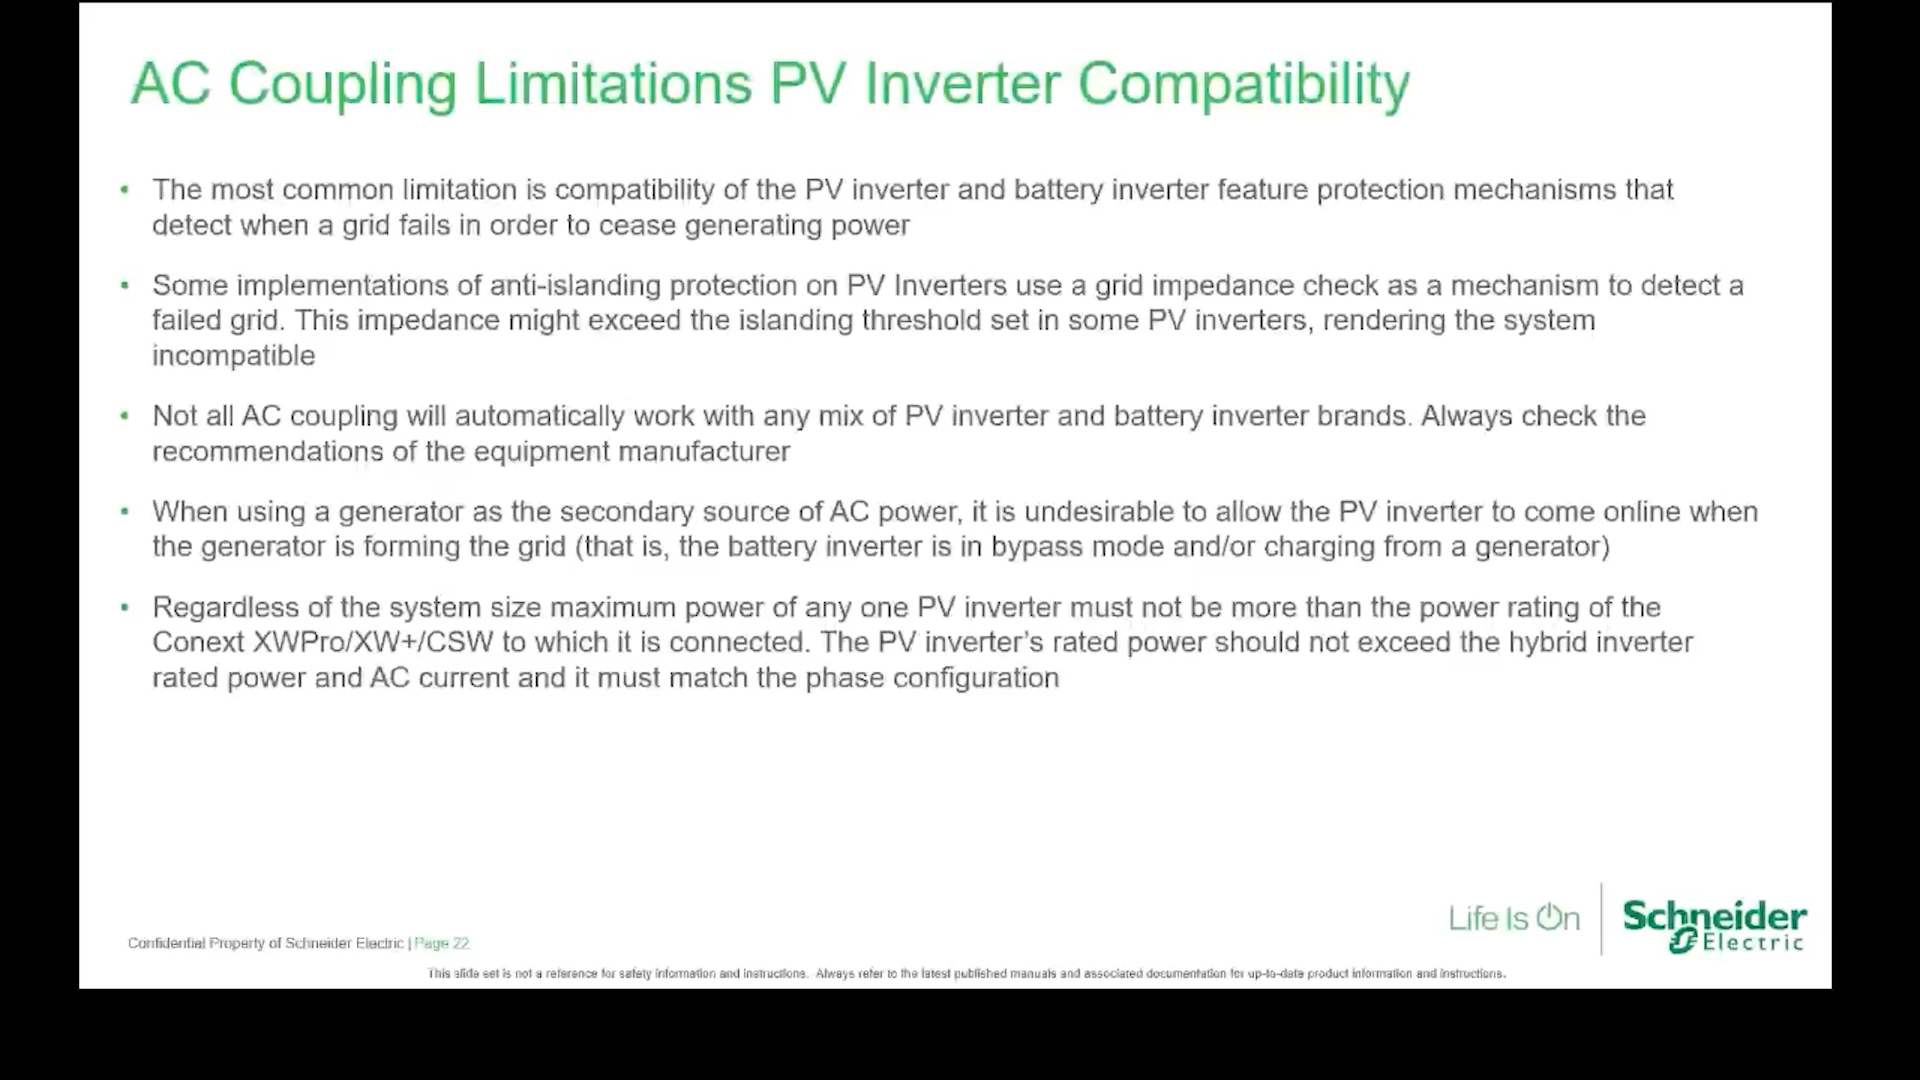 AC Coupling Limitations PV Inverter Compatibility
• The most common limitation is compatibility of the PV inverter and battery inverter feature protection mechanisms that
detect when a grid fails in order to cease generating power
• Some implementations of anti-islanding protection on PV Inverters use a grid impedance check as a mechanism to detect a
failed grid. This impedance might exceed the islanding threshold set in some PV inverters, rendering the system
incompatible
• Not all AC coupling will automatically work with any mix of PV inverter and battery inverter brands. Always check the
recommendations of the equipment manufacturer
• When using a generator as the secondary source of AC power, it is undesirable to allow the PV inverter to come online when
the generator is forming the grid (that is, the battery inverter is in bypass mode and/or charging from a generator)
• Regardless of the system size maximum power of any one PV inverter must not be more than the power rating of the
Conext XWPro/XW+/CSW to which it is connected. The PV inverter's rated power should not exceed the hybrid inverter
rated power and AC current and it must match the phase configuration
Life Is On
Schneider
Electric
Confidential Property of Schneider Electric | Page 22
This slide set is not a reference for safety information and instructions. Always refer to the latest published manuals and associated documentation for up-to-date product information and instructions.